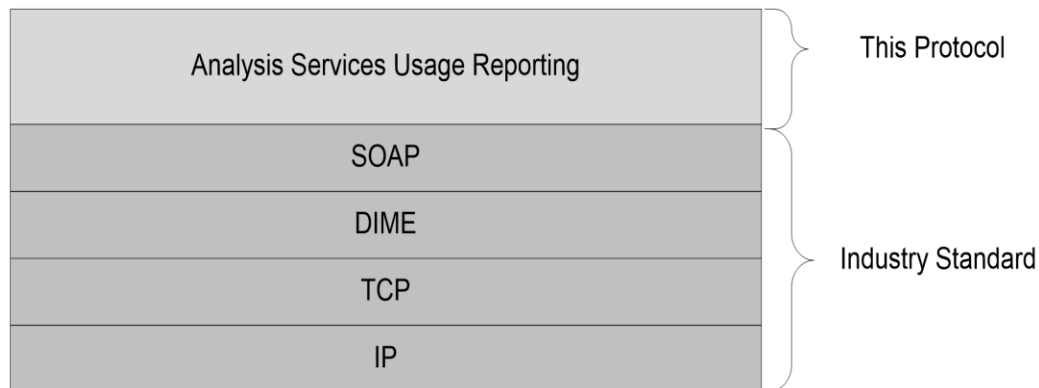 Analysis Services Usage Reporting
This Protocol
SOAP
DIME
TCP
IP
Industry Standard